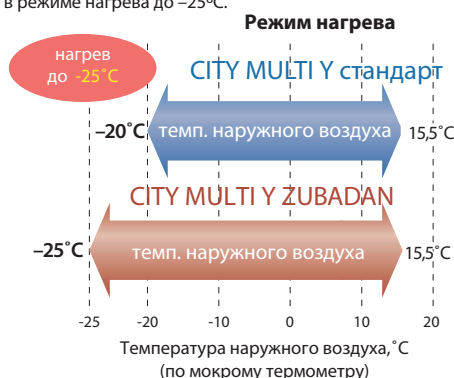 в режиме нагрева до –25°C.
Режим нагрева
нагрев
до -25˚C
CITY MULTI Y стандарт
–20˚C темп. наружного воздуха 15,5˚C
CITY MULTI Y ZUBADAN
–25˚C темп. наружного воздуха 15,5˚C
-25 -20 -10 0 10 20
Температура наружного воздуха,˚C
(по мокрому термометру)